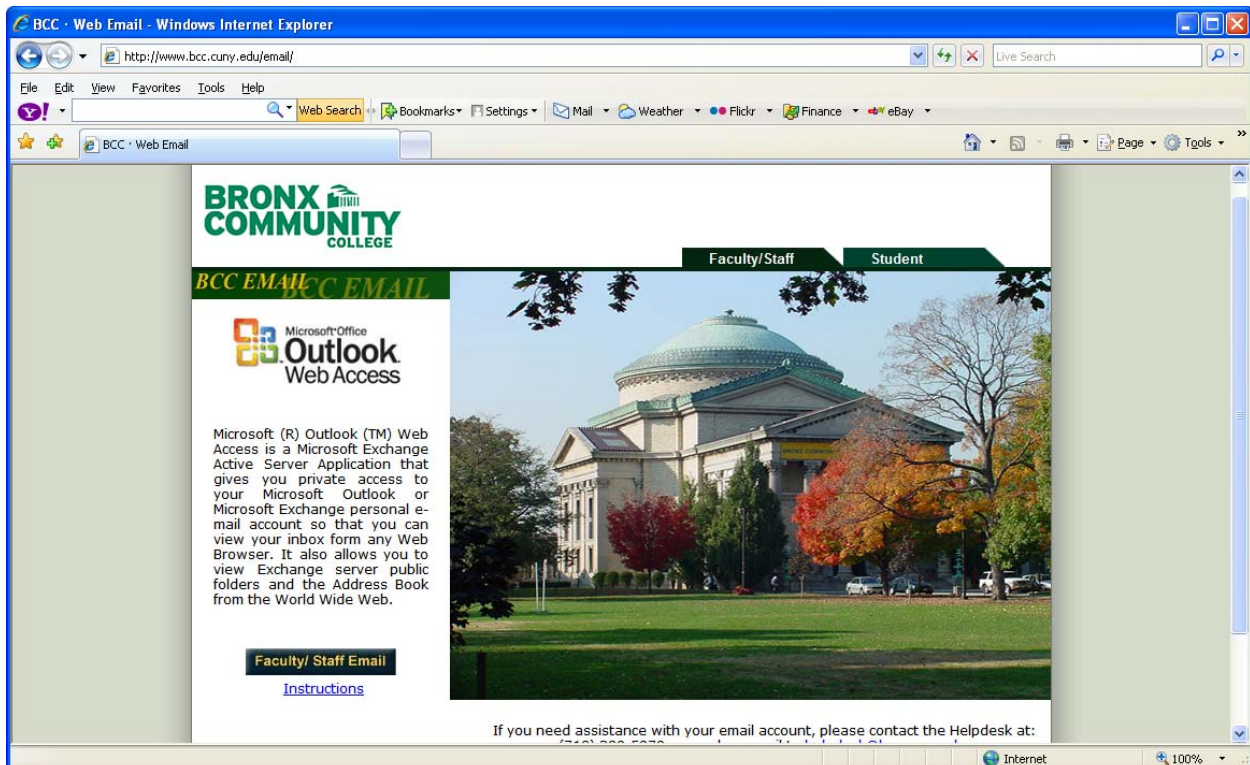 BCC · Web Email - Windows Internet Explorer
http://www.bcc.cuny.edu/email/
Live Search
File Edit View Favorites Tools Help
Y! Web Search Bookmarks Settings Mail Weather Flickr Finance eBay
BCC · Web Email
Page Tools
BRONX
COMMUNITY
COLLEGE
Faculty/Staff Student
BCC EMAIL BCC EMAIL
Microsoft Office
Outlook
Web Access
Microsoft (R) Outlook (TM) Web
Access is a Microsoft Exchange
Active Server Application that
gives you private access to
your Microsoft Outlook or
Microsoft Exchange personal e-
mail account so that you can
view your inbox form any Web
Browser. It also allows you to
view Exchange server public
folders and the Address Book
from the World Wide Web.
Faculty/ Staff Email
Instructions
If you need assistance with your email account, please contact the Helpdesk at:
Internet 100%